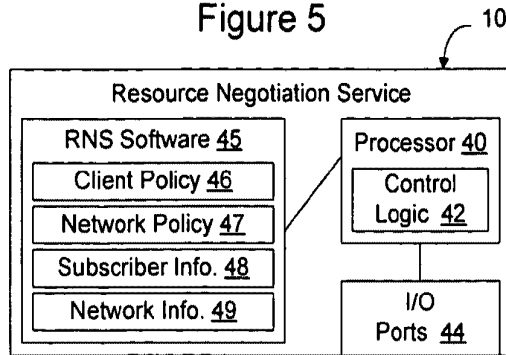 Figure 5
10
Resource Negotiation Service
RNS Software 45
Client Policy 46
Network Policy 47
Subscriber Info. 48
Network Info. 49
Processor 40
Control
Logic 42
I/O
Ports 44